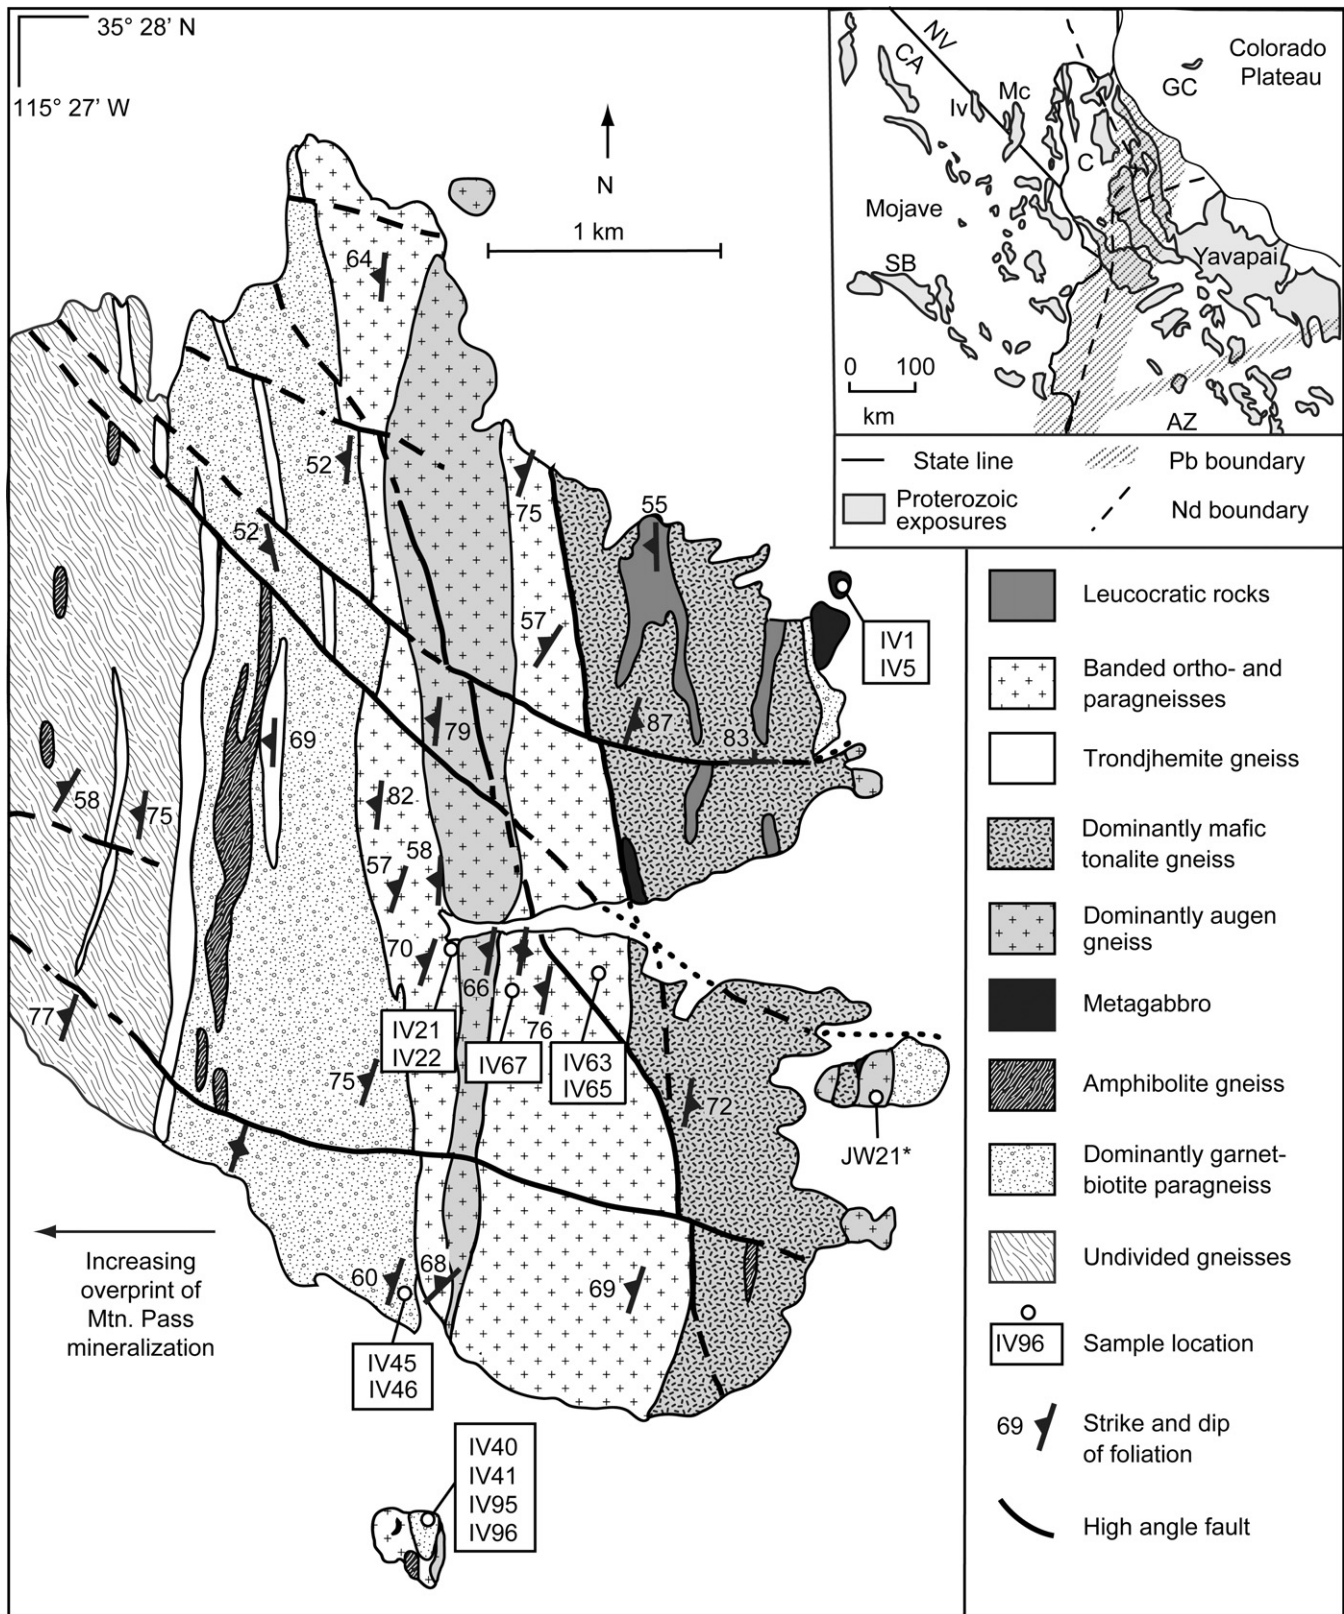 35° 28' N
115° 27' W
N
1 km
64
52
52
75
55
57
69
79
87
83
58
75
82
57
58
70
66
76
77
75
72
60
68
69
IV1
IV5
IV21
IV22
IV67
IV63
IV65
JW21*
IV45
IV46
IV40
IV41
IV95
IV96
Increasing
overprint of
Mtn. Pass
mineralization
NV
CA
Iv
Mc
GC
Colorado
Plateau
C
Mojave
SB
Yavapai
AZ
0 100
km
State line
Pb boundary
Proterozoic
exposures
Nd boundary
Leucocratic rocks
Banded ortho- and
paragneisses
Trondjhemite gneiss
Dominantly mafic
tonalite gneiss
Dominantly augen
gneiss
Metagabbro
Amphibolite gneiss
Dominantly garnet-
biotite paragneiss
Undivided gneisses
IV96
Sample location
69
Strike and dip
of foliation
High angle fault